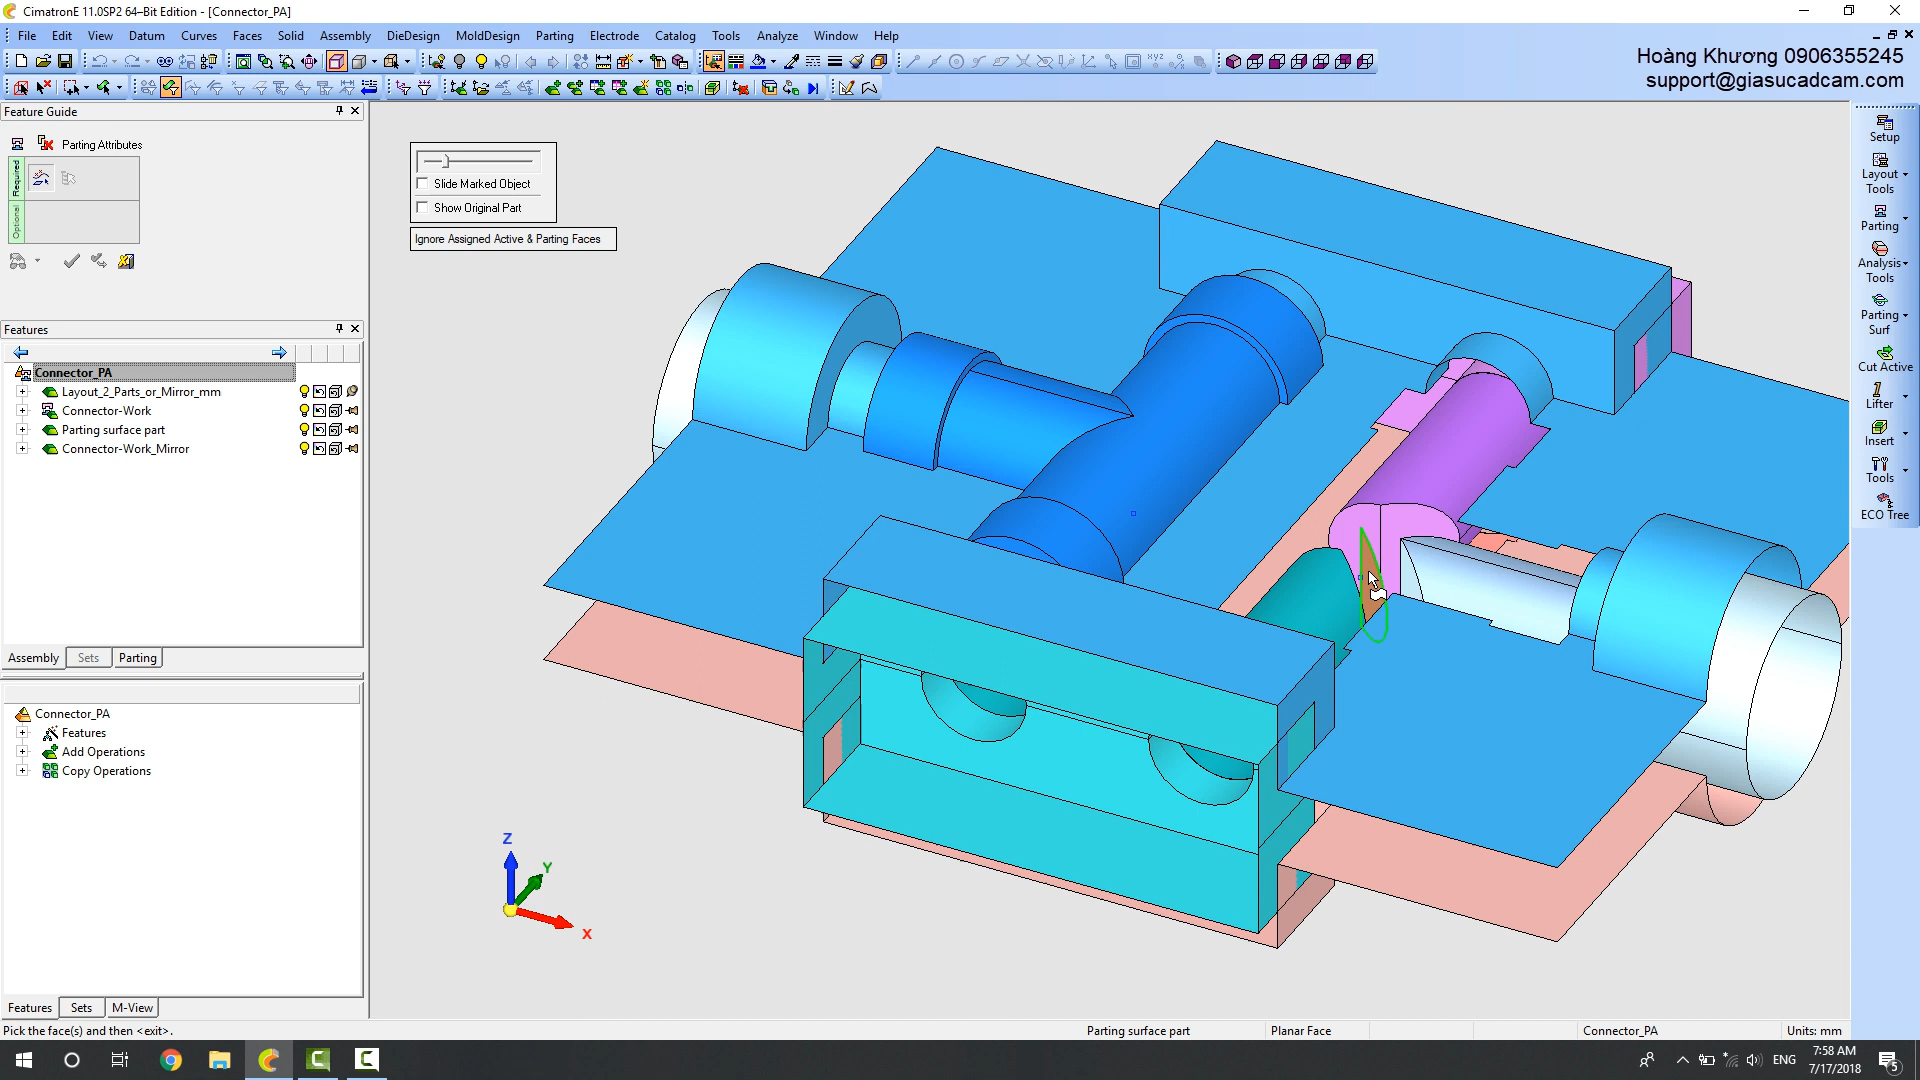 CimatronE 11.0SP2 64–Bit Edition - [Connector_PA]
File Edit View Datum Curves Faces Solid Assembly DieDesign MoldDesign Parting Electrode Catalog Tools Analyze Window Help
Hoàng Khương 0906355245
support@giasucadcam.com
Feature Guide
Parting Attributes
Required
Optional
Features
Connector_PA
Layout_2_Parts_or_Mirror_mm
Connector-Work
Parting surface part
Connector-Work_Mirror
Assembly Sets Parting
Connector_PA
Features
Add Operations
Copy Operations
Features Sets M-View
Slide Marked Object
Show Original Part
Ignore Assigned Active & Parting Faces
Z
Y
X
Setup
Layout
Tools
Parting
Analysis
Tools
Parting
Surf
Cut Active
Lifter
Insert
Tools
ECO Tree
Pick the face(s) and then <exit>.
Parting surface part
Planar Face
Connector_PA
Units: mm
ENG
7:58 AM
7/17/2018
5